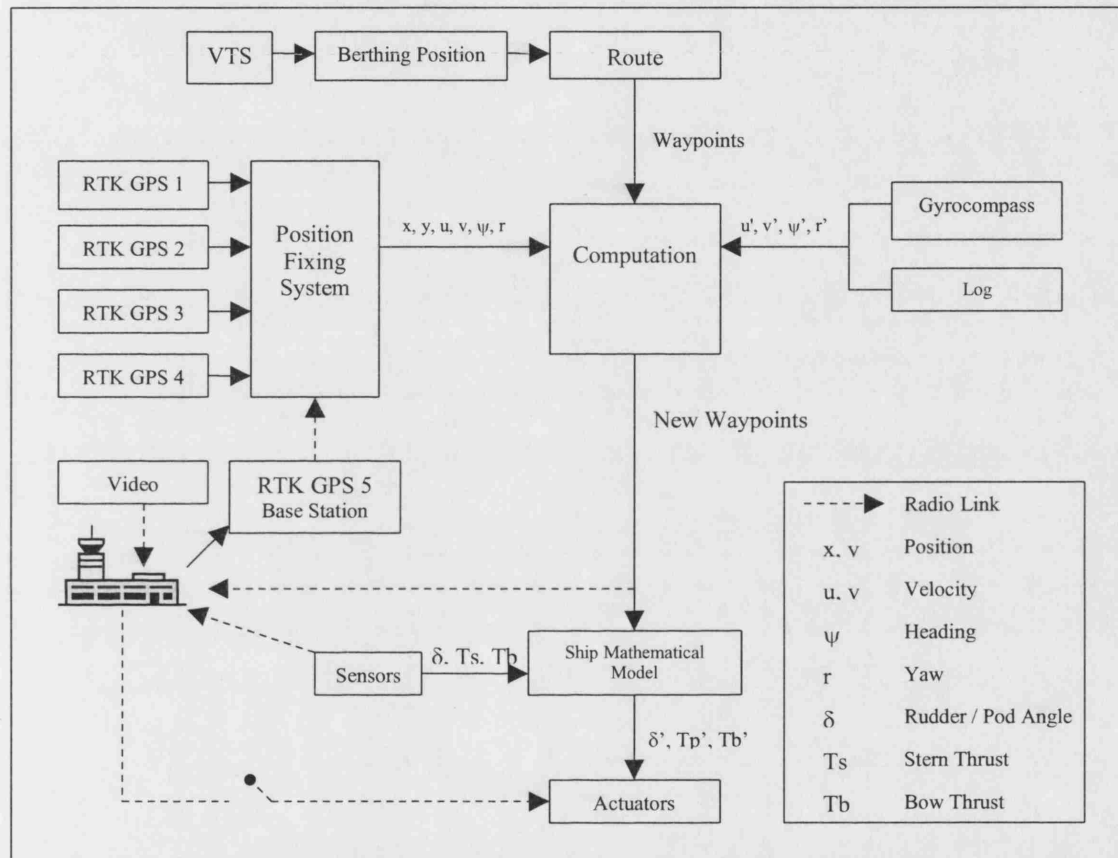 VTS
Berthing Position
Route
Waypoints
RTK GPS 1
RTK GPS 2
RTK GPS 3
RTK GPS 4
Position
Fixing
System
x, y, u, v, ψ, r
Computation
u', v', ψ', r'
Gyrocompass
Log
New Waypoints
Video
RTK GPS 5
Base Station
Sensors
δ. Ts. Tb
Ship Mathematical
Model
δ', Tp', Tb'
Actuators
Radio Link
x, v Position
u, v Velocity
ψ Heading
r Yaw
δ Rudder / Pod Angle
Ts Stern Thrust
Tb Bow Thrust